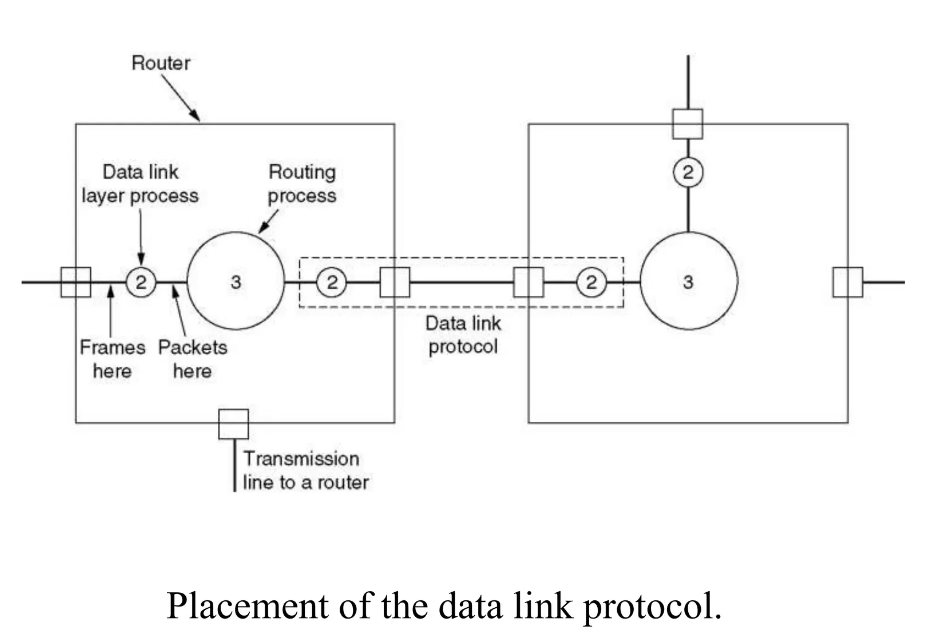 Router
Data link
layer process
Routing
process
2
3
2
2
3
2
Data link
protocol
Frames
here
Packets
here
Transmission
line to a router
Placement of the data link protocol.